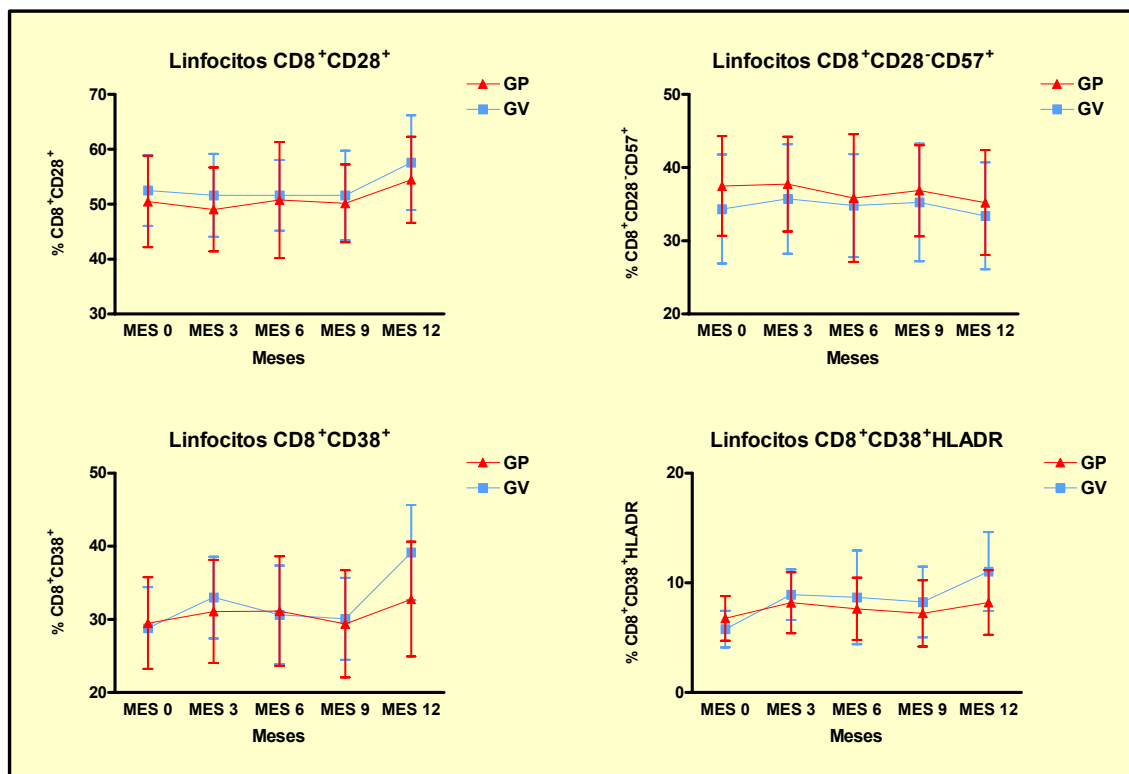 Linfocitos CD8⁺CD28⁺
GP
GV
% CD8⁺CD28⁺
70
60
50
40
30
MES 0 MES 3 MES 6 MES 9 MES 12
Meses
Linfocitos CD8⁺CD28⁻CD57⁺
GP
GV
% CD8⁺CD28⁻CD57⁺
50
40
30
20
MES 0 MES 3 MES 6 MES 9 MES 12
Meses
Linfocitos CD8⁺CD38⁺
GP
GV
% CD8⁺CD38⁺
50
40
30
20
MES 0 MES 3 MES 6 MES 9 MES 12
Meses
Linfocitos CD8⁺CD38⁺HLADR
GP
GV
% CD8⁺CD38⁺HLADR
20
10
0
MES 0 MES 3 MES 6 MES 9 MES 12
Meses